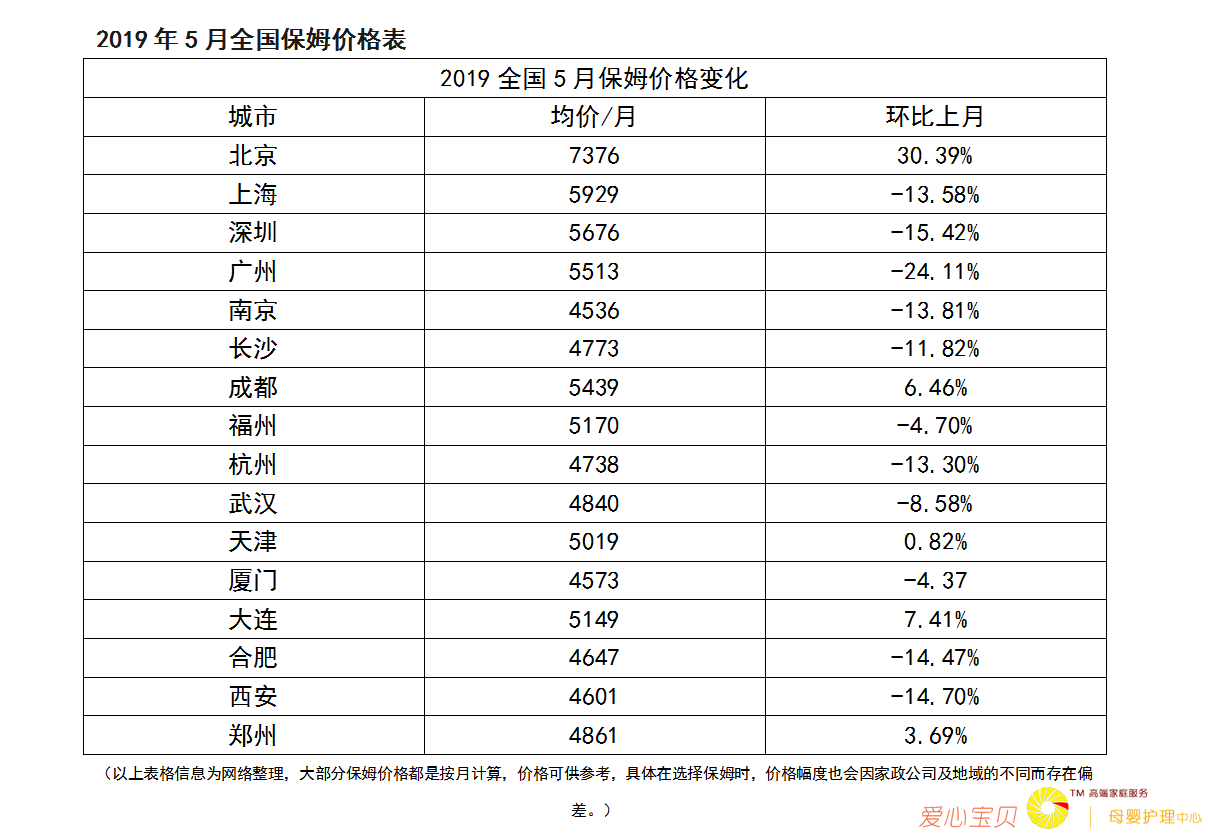 2019 年 5 月全国保姆价格表
2019 全国 5 月保姆价格变化
城市 均价/月 环比上月
北京 7376 30.39%
上海 5929 -13.58%
深圳 5676 -15.42%
广州 5513 -24.11%
南京 4536 -13.81%
长沙 4773 -11.82%
成都 5439 6.46%
福州 5170 -4.70%
杭州 4738 -13.30%
武汉 4840 -8.58%
天津 5019 0.82%
厦门 4573 -4.37
大连 5149 7.41%
合肥 4647 -14.47%
西安 4601 -14.70%
郑州 4861 3.69%
（以上表格信息为网络整理，大部分保姆价格都是按月计算，价格可供参考，具体在选择保姆时，价格幅度也会因家政公司及地域的不同而存在偏
差。）
爱心宝贝 TM 高端家庭服务
母婴护理中心